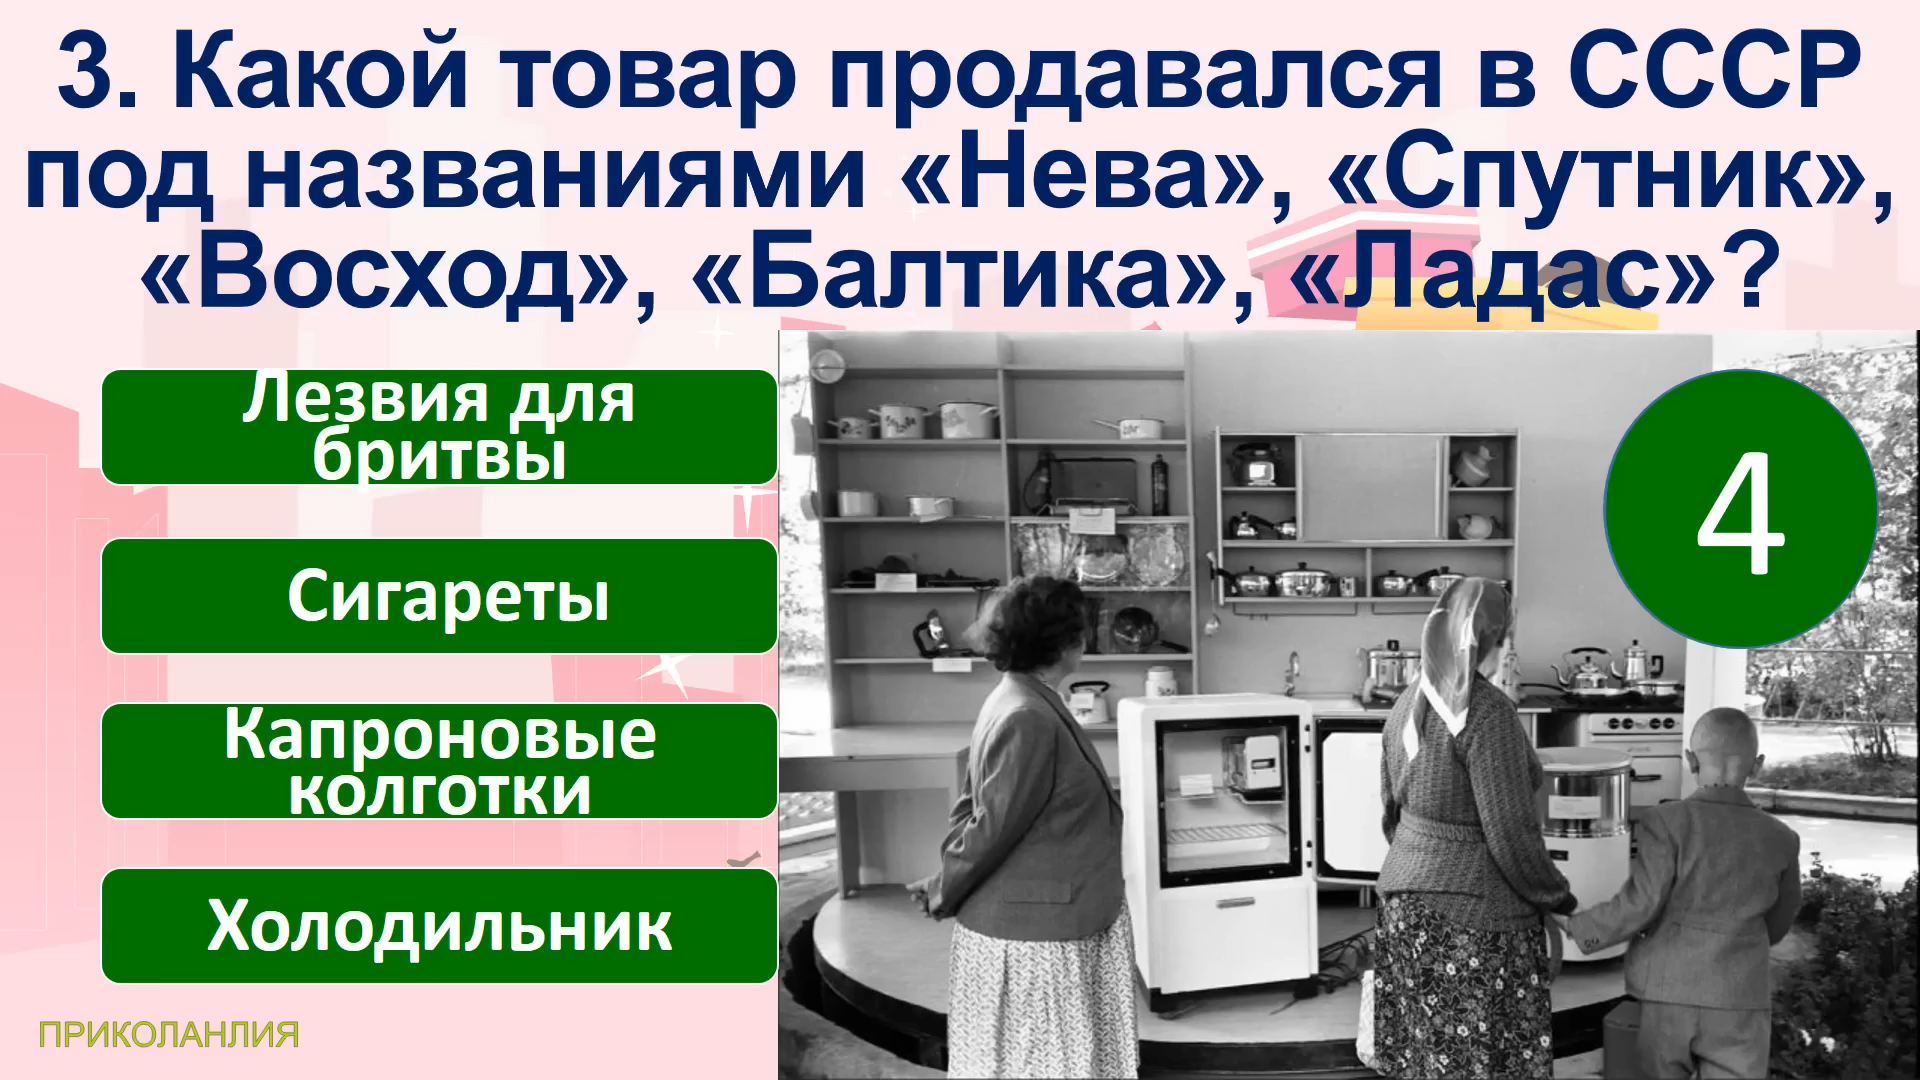 3. Какой товар продавался в СССР
под названиями «Нева», «Спутник»,
«Восход», «Балтика», «Ладас»?
Лезвия для
бритвы
4
Сигареты
Капроновые
колготки
Холодильник
ПРИКОЛАНЛИЯ